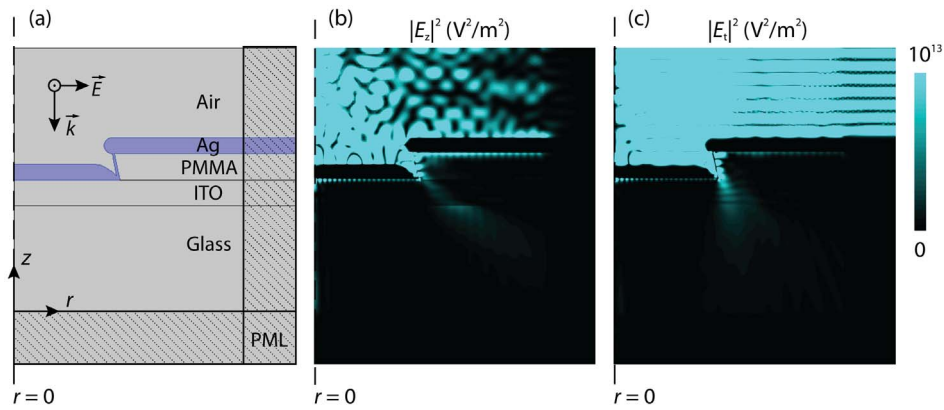 (a)
E
k
Air
Ag
PMMA
ITO
Glass
z
r
PML
r = 0
(b)
|E_z|² (V²/m²)
r = 0
(c)
|E_t|² (V²/m²)
r = 0
10¹³
0